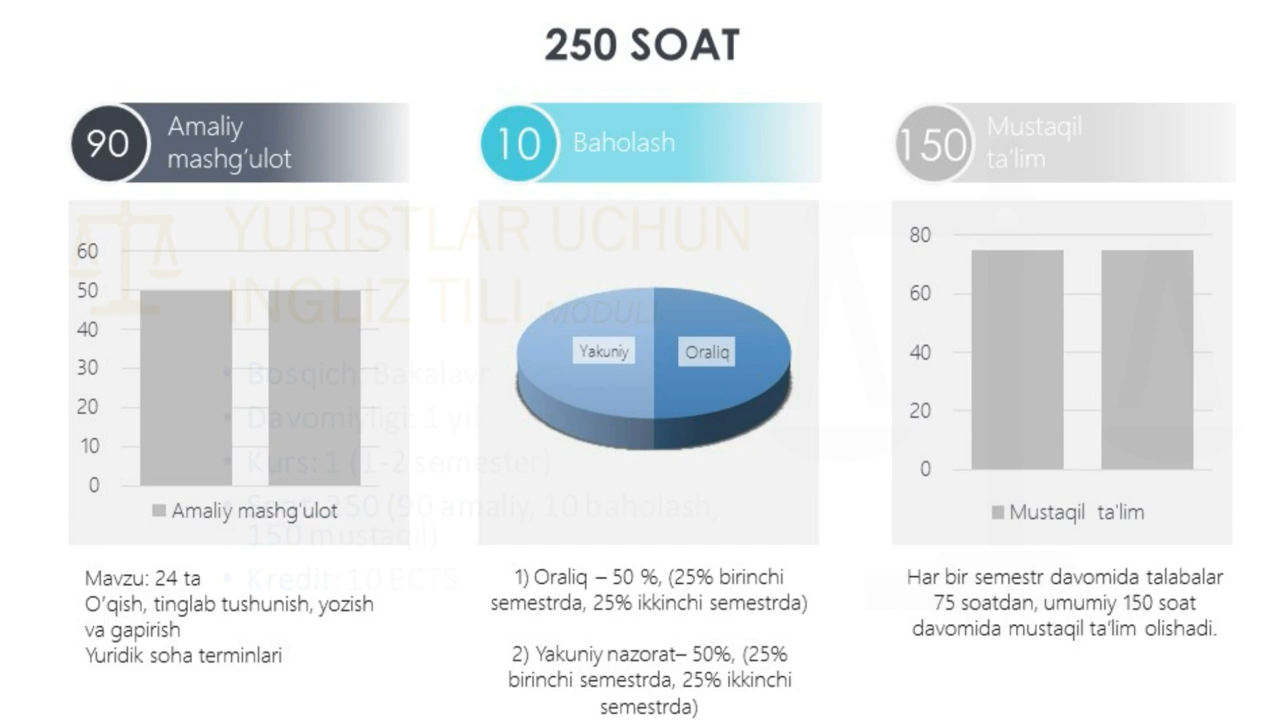 250 SOAT
90
Amaliy
mashg'ulot
10
Baholash
150
Mustaqil
ta'lim
YURISTLAR UCHUN
INGLIZ TILI MODUL
• Bosqich: Bakalavr
• Davomiyligi: 1 yil
• Kurs: 1 (1-2 semester)
• Soat: 250 (90 amaliy, 10 baholash,
150 mustaqil)
• Kredit: 10 ECTS
60
50
40
30
20
10
0
Amaliy mashg'ulot
Yakuniy
Oraliq
80
60
40
20
0
Mustaqil ta'lim
Mavzu: 24 ta
O'qish, tinglab tushunish, yozish
va gapirish
Yuridik soha terminlari
1) Oraliq – 50 %, (25% birinchi
semestrda, 25% ikkinchi semestrda)
2) Yakuniy nazorat– 50%, (25%
birinchi semestrda, 25% ikkinchi
semestrda)
Har bir semestr davomida talabalar
75 soatdan, umumiy 150 soat
davomida mustaqil ta'lim olishadi.